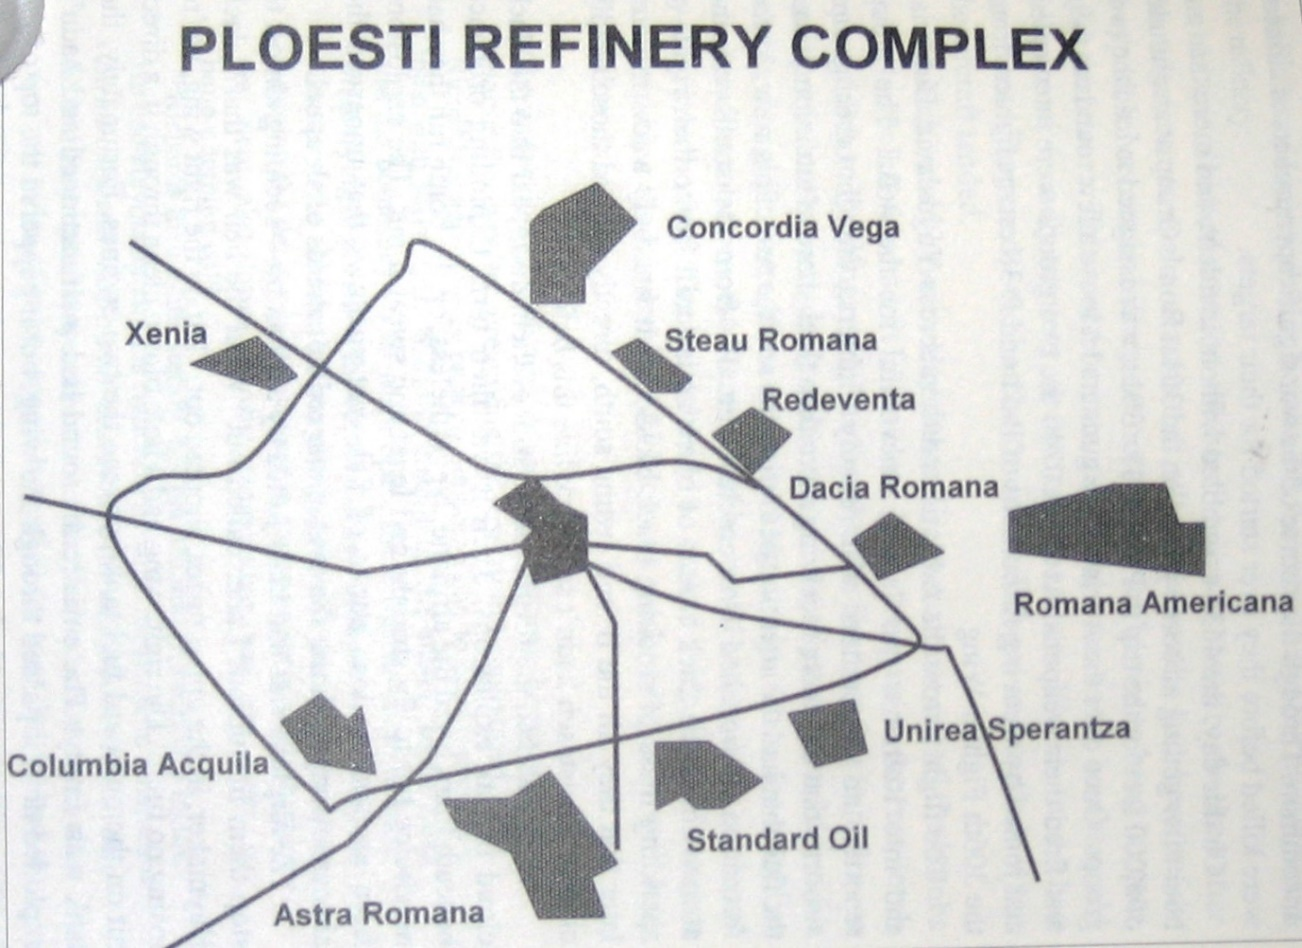 PLOESTI REFINERY COMPLEX
Concordia Vega
Xenia
Steau Romana
Redeventa
Dacia Romana
Romana Americana
Unirea Sperantza
Columbia Acquila
Standard Oil
Astra Romana